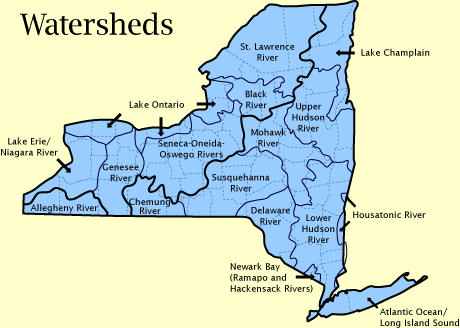 Watersheds
St. Lawrence
River
Lake Champlain
Lake Ontario
Black
River
Upper
Hudson
River
Mohawk
River
Lake Erie/
Niagara River
Seneca-Oneida-
Oswego Rivers
Genesee
River
Susquehanna
River
Allegheny River
Chemung
River
Delaware
River
Lower
Hudson
River
Housatonic River
Newark Bay
(Ramapo and
Hackensack Rivers)
Atlantic Ocean/
Long Island Sound